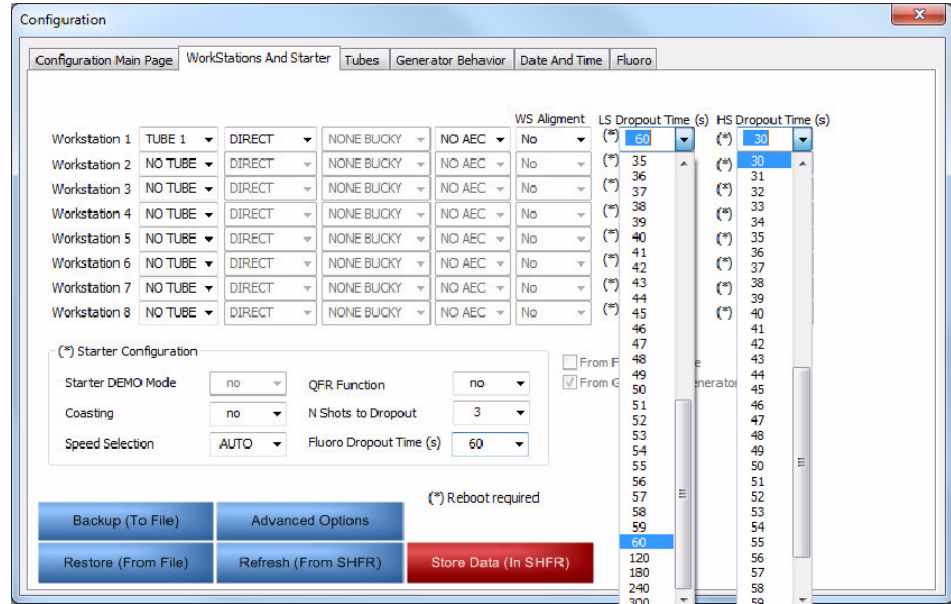 Configuration
x
Configuration Main Page WorkStations And Starter Tubes Generator Behavior Date And Time Fluoro
WS Aligment LS Dropout Time (s) HS Dropout Time (s)
Workstation 1 TUBE 1 DIRECT NONE BUCKY NO AEC No (*) 60 (*) 30
Workstation 2 NO TUBE DIRECT NONE BUCKY NO AEC No (*) (*)
Workstation 3 NO TUBE DIRECT NONE BUCKY NO AEC No (*) (*)
Workstation 4 NO TUBE DIRECT NONE BUCKY NO AEC No (*) (*)
Workstation 5 NO TUBE DIRECT NONE BUCKY NO AEC No (*) (*)
Workstation 6 NO TUBE DIRECT NONE BUCKY NO AEC No (*) (*)
Workstation 7 NO TUBE DIRECT NONE BUCKY NO AEC No (*) (*)
Workstation 8 NO TUBE DIRECT NONE BUCKY NO AEC No (*) (*)
35
36
37
38
39
40
41
42
43
44
45
46
47
48
49
50
51
52
53
54
55
56
57
58
59
60
120
180
240
300
30
31
32
33
34
35
36
37
38
39
40
41
42
43
44
45
46
47
48
49
50
51
52
53
54
55
56
57
58
59
(*) Starter Configuration
Starter DEMO Mode no QFR Function no
Coasting no N Shots to Dropout 3
Speed Selection AUTO Fluoro Dropout Time (s) 60
From
From enerator
(*) Reboot required
Backup (To File) Advanced Options
Restore (From File) Refresh (From SHFR) Store Data (In SHFR)